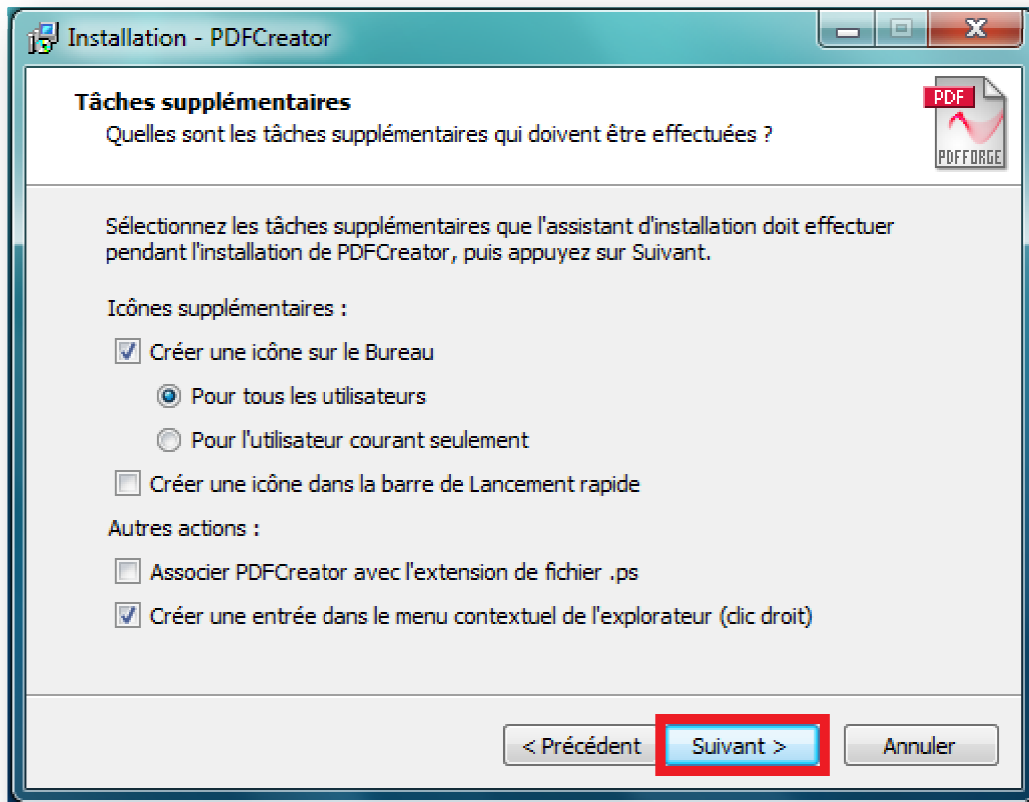 Installation - PDFCreator
Tâches supplémentaires
Quelles sont les tâches supplémentaires qui doivent être effectuées ?
PDF
PDFFORGE
Sélectionnez les tâches supplémentaires que l'assistant d'installation doit effectuer
pendant l'installation de PDFCreator, puis appuyez sur Suivant.
Icônes supplémentaires :
Créer une icône sur le Bureau
Pour tous les utilisateurs
Pour l'utilisateur courant seulement
Créer une icône dans la barre de Lancement rapide
Autres actions :
Associer PDFCreator avec l'extension de fichier .ps
Créer une entrée dans le menu contextuel de l'explorateur (clic droit)
< Précédent
Suivant >
Annuler